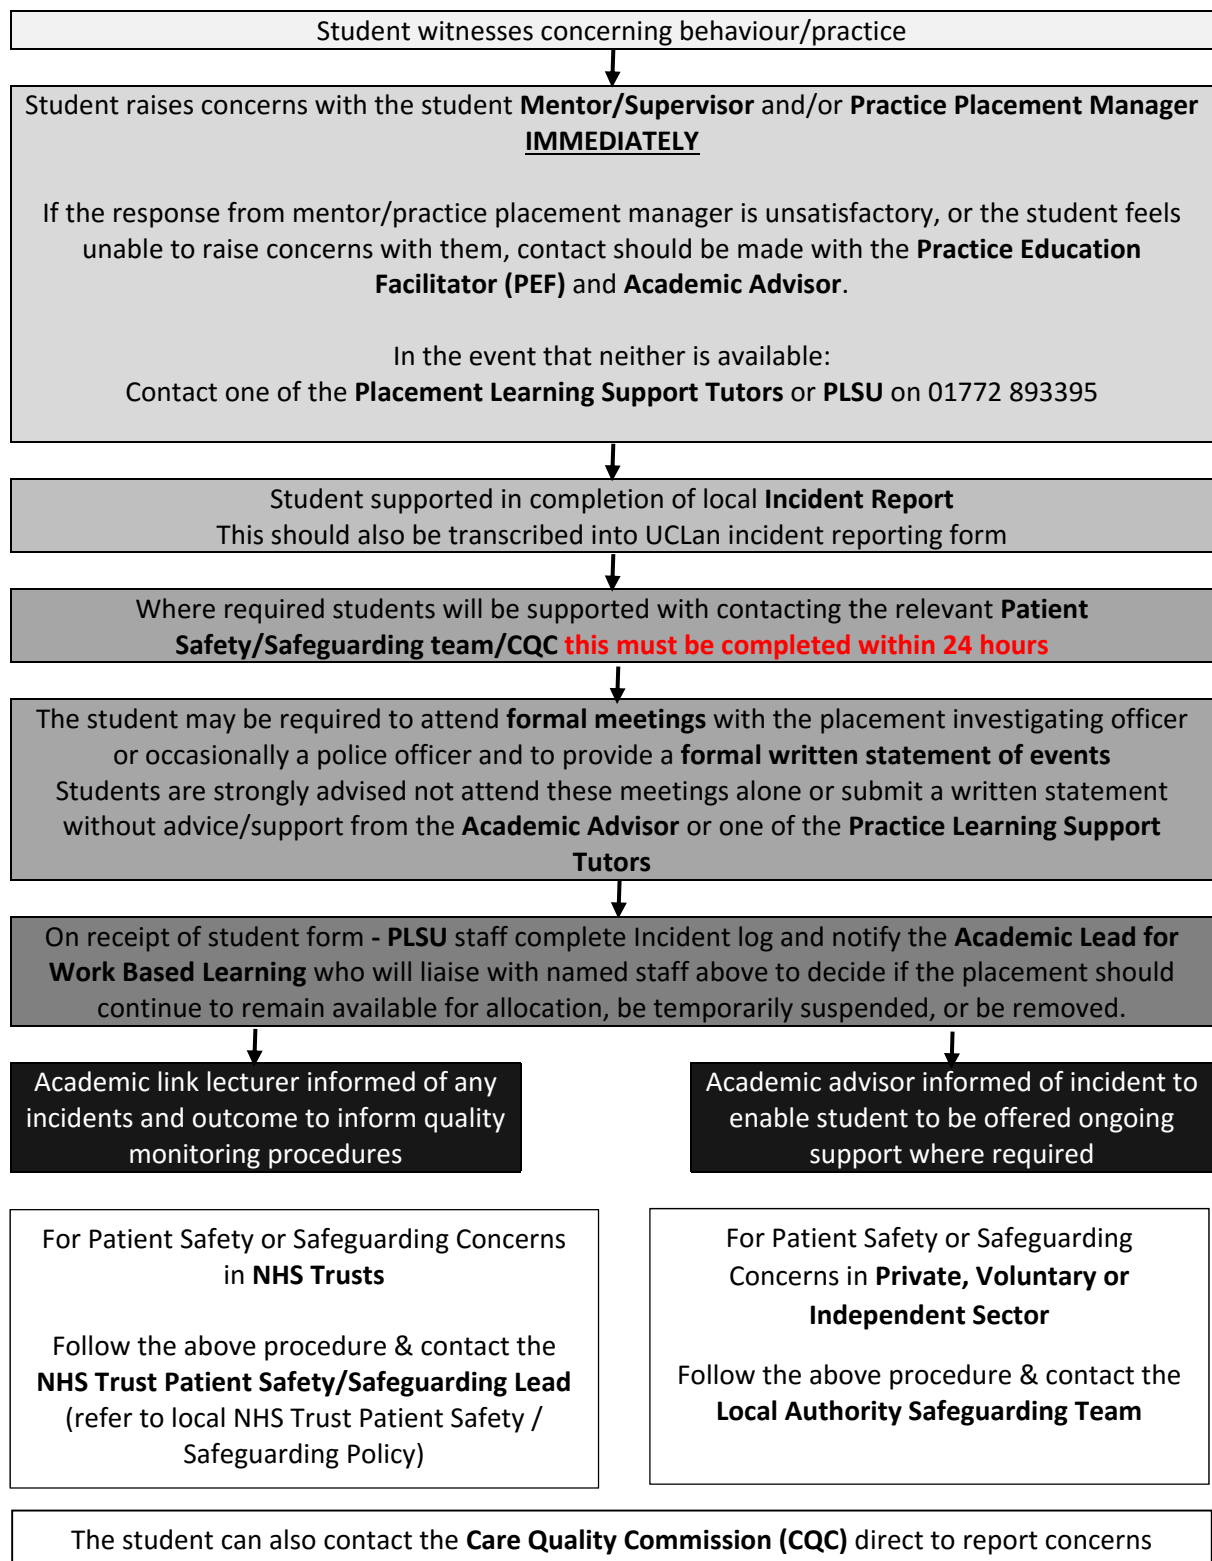 Student witnesses concerning behaviour/practice
Student raises concerns with the student Mentor/Supervisor and/or Practice Placement Manager
IMMEDIATELY
If the response from mentor/practice placement manager is unsatisfactory, or the student feels
unable to raise concerns with them, contact should be made with the Practice Education
Facilitator (PEF) and Academic Advisor.
In the event that neither is available:
Contact one of the Placement Learning Support Tutors or PLSU on 01772 893395
Student supported in completion of local Incident Report
This should also be transcribed into UCLan incident reporting form
Where required students will be supported with contacting the relevant Patient
Safety/Safeguarding team/CQC this must be completed within 24 hours
The student may be required to attend formal meetings with the placement investigating officer
or occasionally a police officer and to provide a formal written statement of events
Students are strongly advised not attend these meetings alone or submit a written statement
without advice/support from the Academic Advisor or one of the Practice Learning Support
Tutors
On receipt of student form - PLSU staff complete Incident log and notify the Academic Lead for
Work Based Learning who will liaise with named staff above to decide if the placement should
continue to remain available for allocation, be temporarily suspended, or be removed.
Academic link lecturer informed of any
incidents and outcome to inform quality
monitoring procedures
Academic advisor informed of incident to
enable student to be offered ongoing
support where required
For Patient Safety or Safeguarding Concerns
in NHS Trusts
Follow the above procedure & contact the
NHS Trust Patient Safety/Safeguarding Lead
(refer to local NHS Trust Patient Safety /
Safeguarding Policy)
For Patient Safety or Safeguarding
Concerns in Private, Voluntary or
Independent Sector
Follow the above procedure & contact the
Local Authority Safeguarding Team
The student can also contact the Care Quality Commission (CQC) direct to report concerns